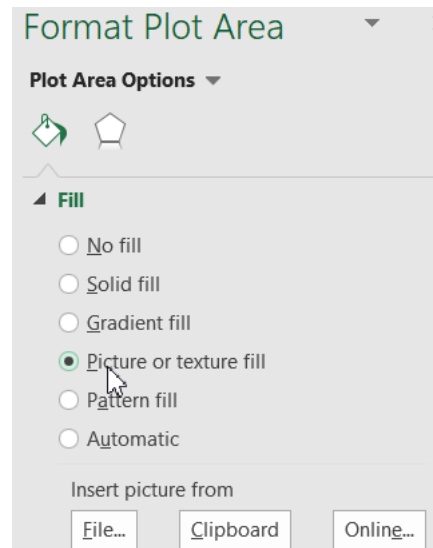 Format Plot Area
Plot Area Options
Fill
No fill
Solid fill
Gradient fill
Picture or texture fill
Pattern fill
Automatic
Insert picture from
File... Clipboard Online...